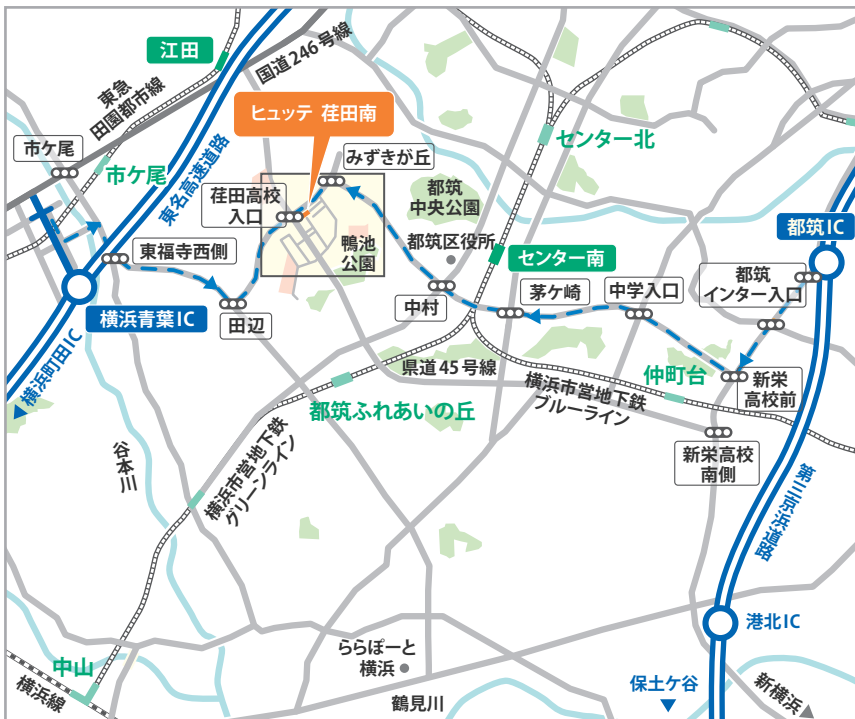 江田
国道246号線
東急
田園都市線
ヒュッテ 荏田南
市ケ尾
市ケ尾
東名高速道路
みずきが丘
センター北
荏田高校
入口
都筑
中央公園
都筑区役所
鴨池
公園
東福寺西側
センター南
都筑IC
都筑
インター入口
横浜青葉IC
田辺
中村
茅ケ崎
中学入口
横浜町田IC
県道45号線
仲町台
新栄
高校前
都筑ふれあいの丘
横浜市営地下鉄
ブルーライン
谷本川
横浜市営地下鉄
グリーンライン
新栄高校
南側
第三京浜道路
港北IC
中山
横浜線
ららぽーと
横浜
鶴見川
保土ケ谷
新横浜